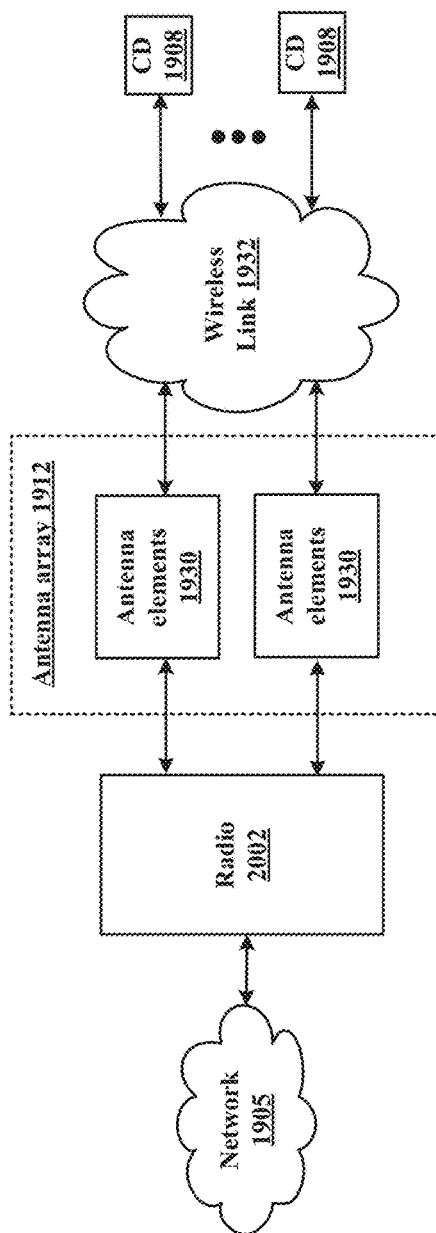 Network
1905
Radio
2002
Antenna array 1912
Antenna
elements
1930
Antenna
elements
1930
Wireless
Link 1932
CD
1908
CD
1908